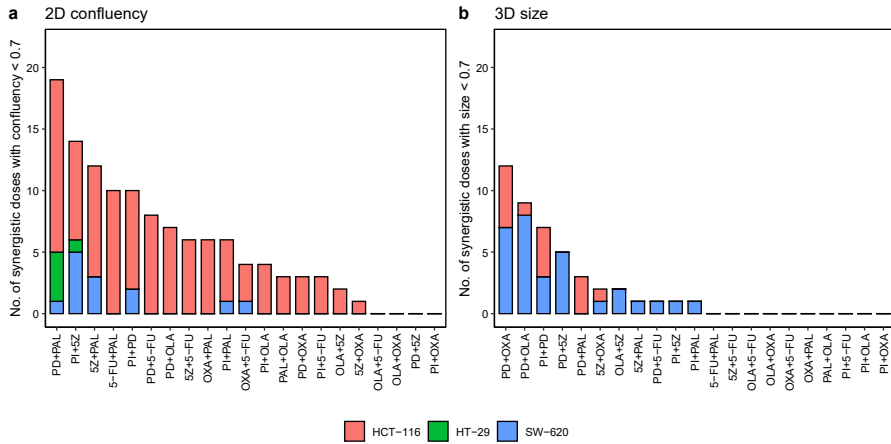 a 2D confluency
No. of synergistic doses with confluency < 0.7
20
15
10
5
0
PD+PAL
PI+5Z
5Z+PAL
5-FU+PAL
PI+PD
PD+5-FU
PD+OLA
5Z+5-FU
OXA+PAL
PI+PAL
OXA+5-FU
PI+OLA
PAL+OLA
PD+OXA
PI+5-FU
OLA+5Z
5Z+OXA
OLA+5-FU
OLA+OXA
PD+5Z
PI+OXA
b 3D size
No. of synergistic doses with size < 0.7
20
15
10
5
0
PD+OXA
PD+OLA
PI+PD
PD+5Z
PD+PAL
5Z+OXA
OLA+5Z
5Z+PAL
PD+5-FU
PI+5Z
PI+PAL
5-FU+PAL
5Z+5-FU
OLA+5-FU
OLA+OXA
OXA+5-FU
OXA+PAL
PAL+OLA
PI+5-FU
PI+OLA
PI+OXA
HCT-116 HT-29 SW-620